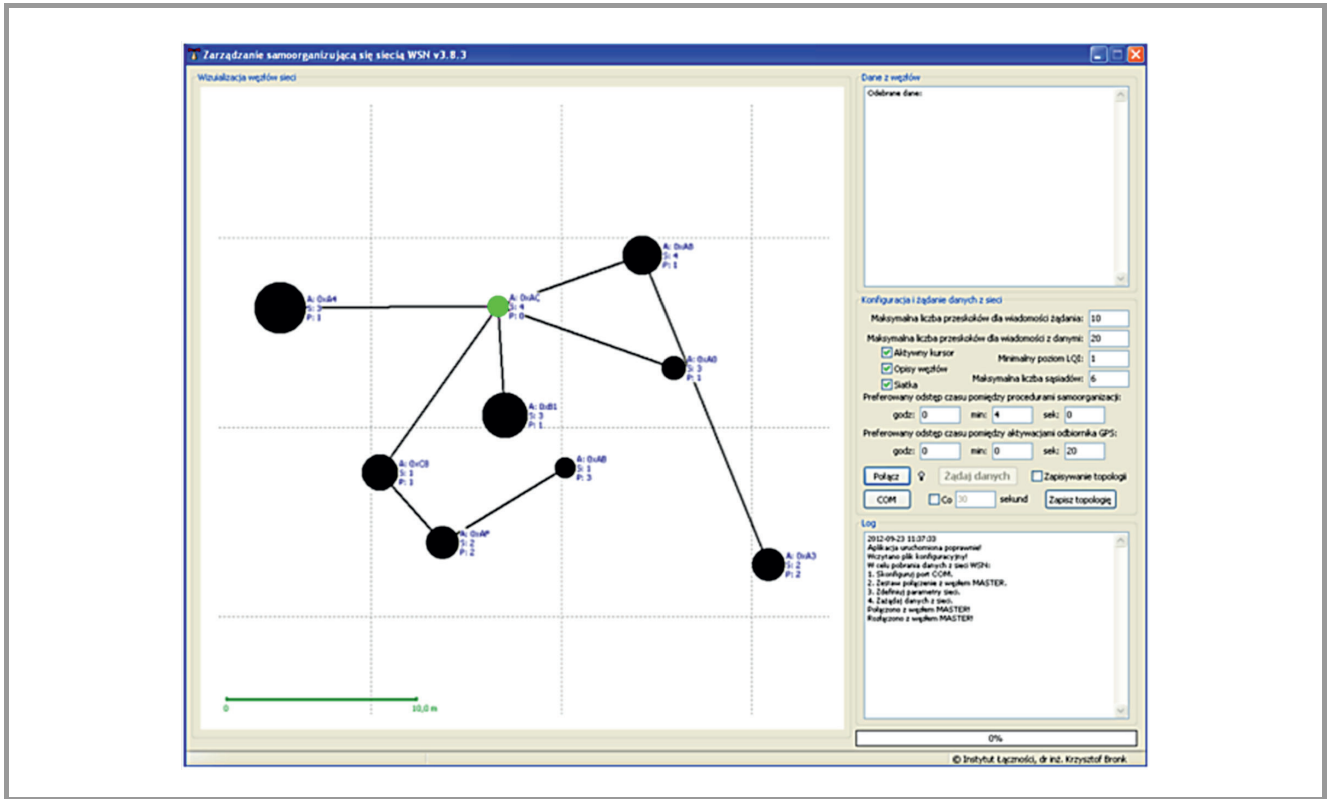 Zarządzanie samoorganizującą się siecią WSN v3.8.3
Wizualizacja węzłów sieci
A: 0xA4
S: 3
P: 1
A: 0xAC
S: 4
P: 0
S: 4
P: 1
S: 3
P: 1
A: 0xB1
S: 3
P: 1
S: 1
P: 1
S: 1
P: 3
A: 0xAF
S: 2
P: 2
A: 0xA3
S: 2
P: 2
0
10,0 m
Dane z węzłów
Odebrane dane:
Konfiguracja i żądanie danych z sieci
Maksymalna liczba przeskoków dla wiadomości żądania: 10
Maksymalna liczba przeskoków dla wiadomości z danymi: 20
Aktywny kursor
Minimalny poziom LQI: 1
Opisy węzłów
Maksymalna liczba sąsiadów: 6
Siatka
Preferowany odstęp czasu pomiędzy procedurami samoorganizacji:
godz: 0 min: 4 sek: 0
Preferowany odstęp czasu pomiędzy aktywacjami odbiornika GPS:
godz: 0 min: 0 sek: 20
Połącz Żądaj danych Zapisywanie topologi
COM Co 30 sekund Zapisz topologię
Log
2012-09-23 11:37:33
Aplikacja uruchomiona poprawnie!
Wczytano plik konfiguracyjny!
W celu pobrania danych z sieci WSN:
1. Skonfiguruj port COM.
2. Zestaw połączenie z węzłem MASTER.
3. Zdefiniuj parametry sieci.
4. Zażądaj danych z sieci.
Połączono z węzłem MASTER!
Rozłączono z węzłem MASTER!
0%
© Instytut Łączności, dr inż. Krzysztof Bronk